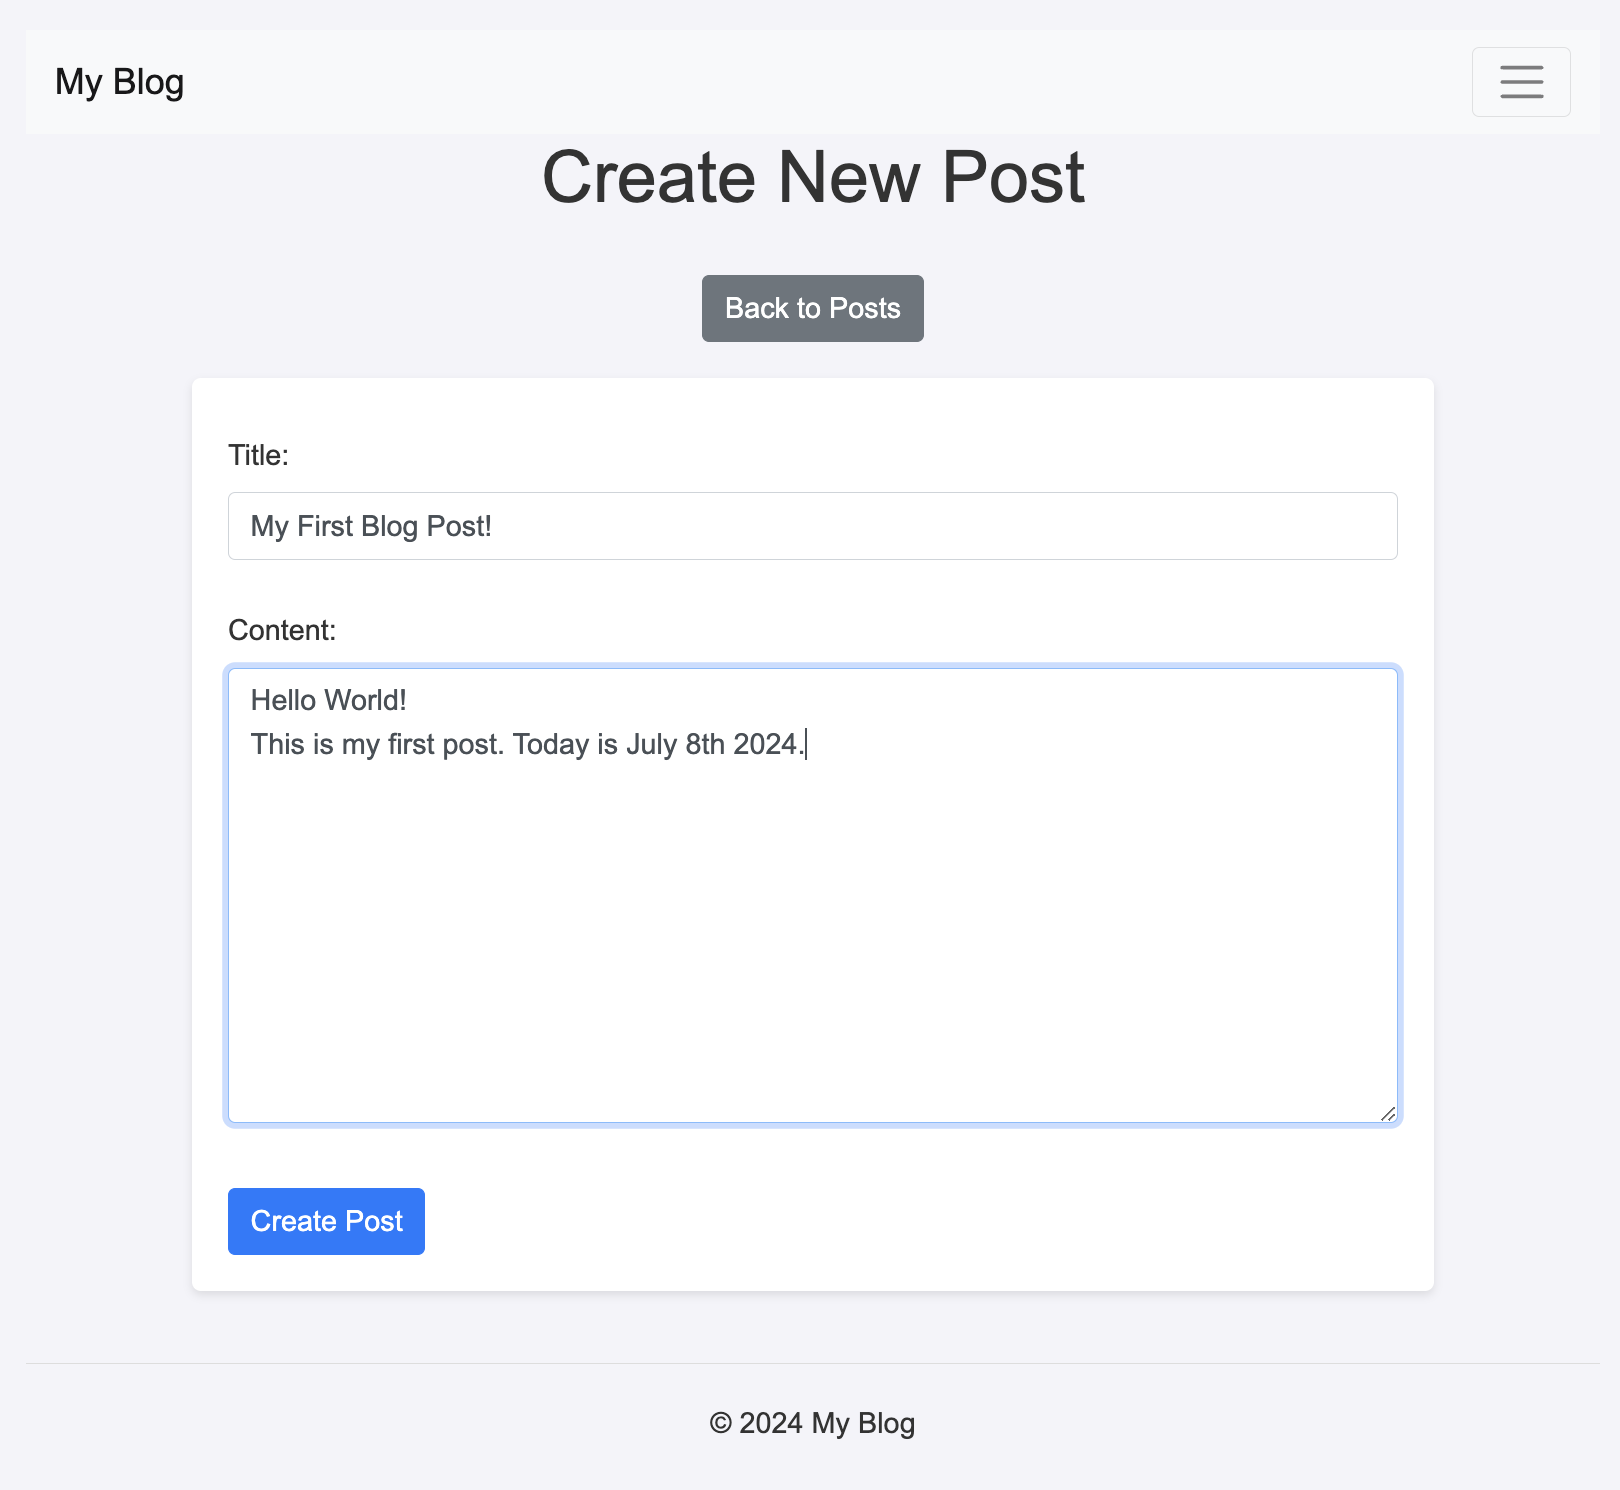 My Blog
Create New Post
Back to Posts
Title:
My First Blog Post!
Content:
Hello World!
This is my first post. Today is July 8th 2024.
Create Post
© 2024 My Blog